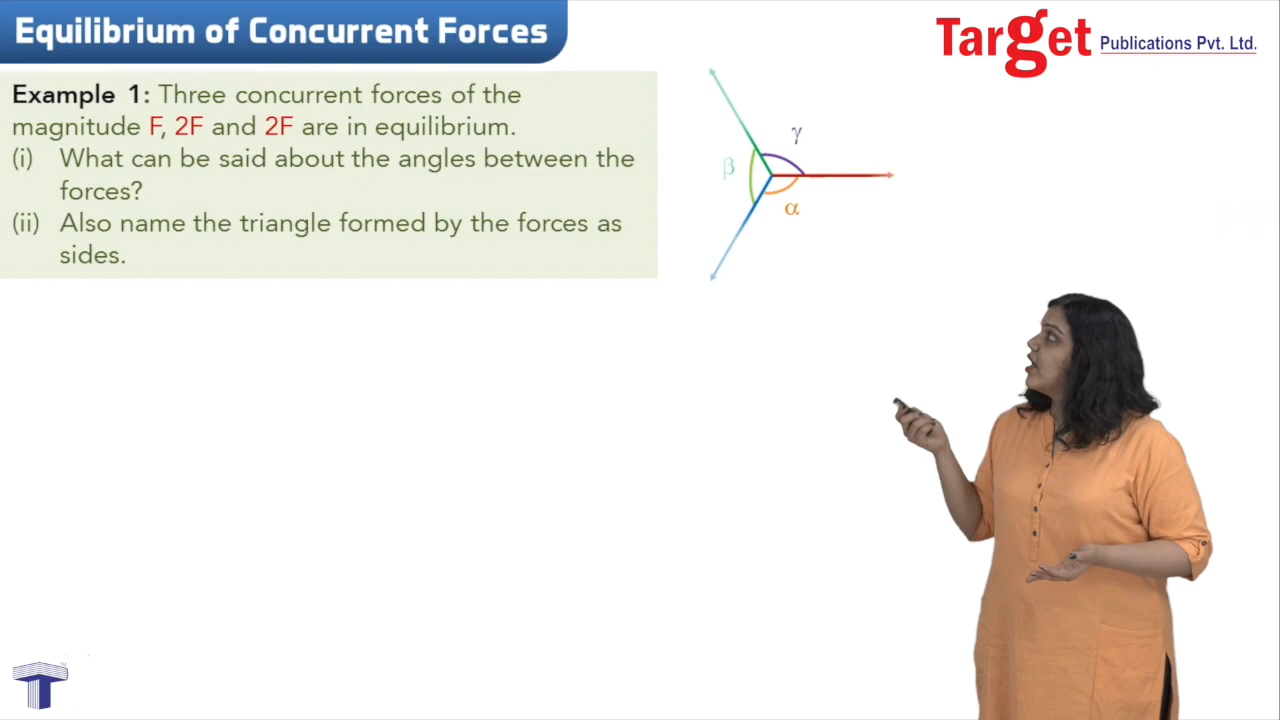 Equilibrium of Concurrent Forces
Target Publications Pvt. Ltd.
Example 1: Three concurrent forces of the
magnitude F, 2F and 2F are in equilibrium.
(i) What can be said about the angles between the
forces?
(ii) Also name the triangle formed by the forces as
sides.
γ
β
α
T